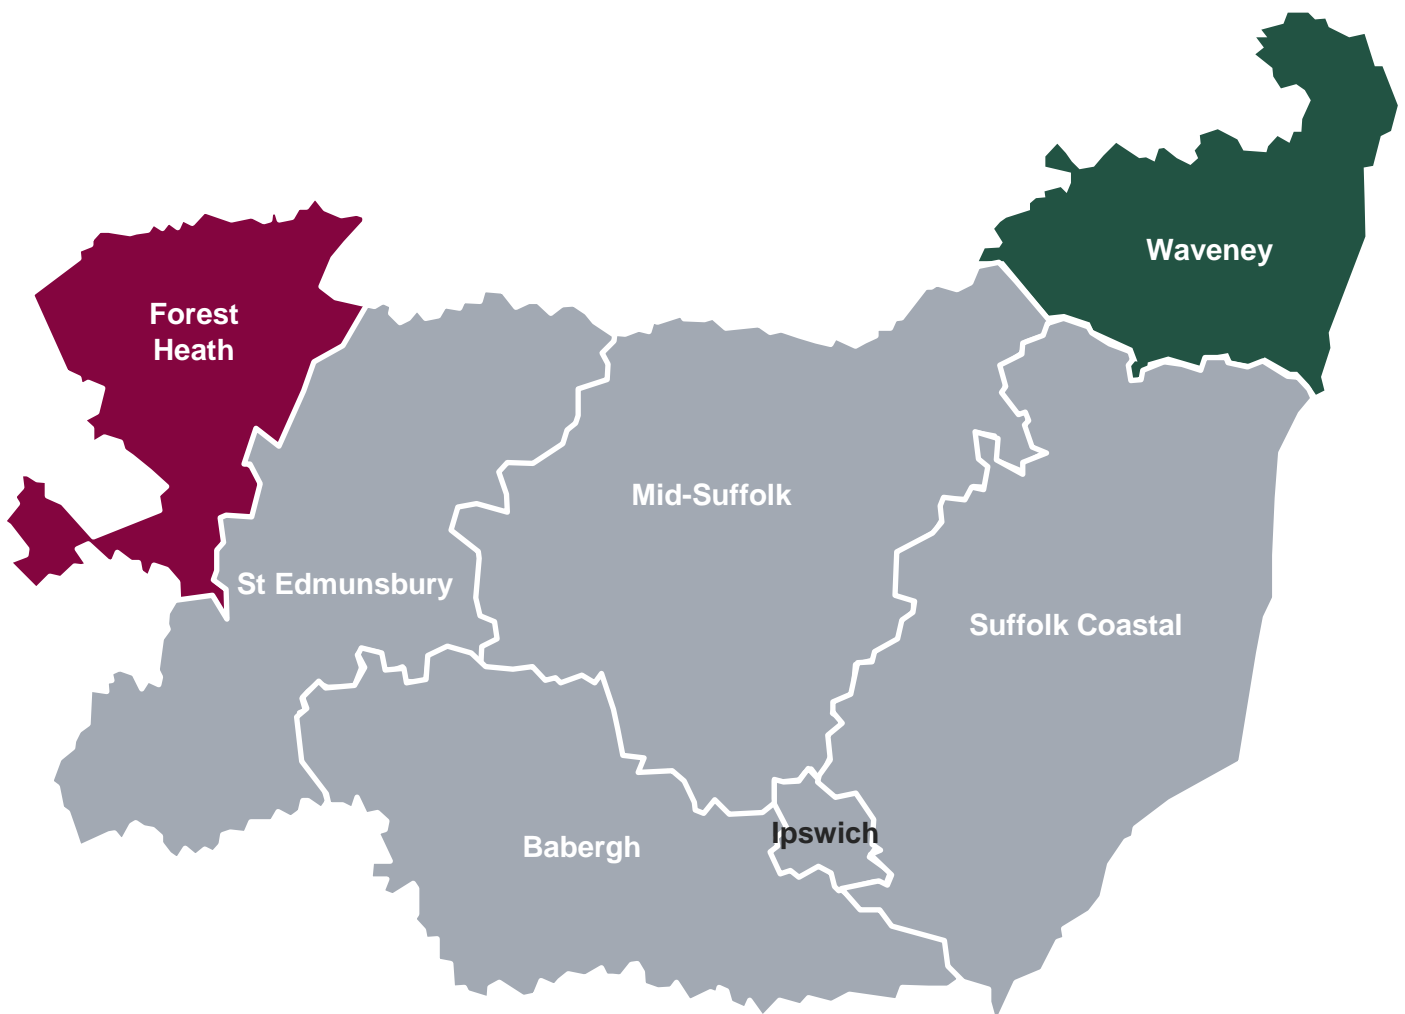 Waveney
Forest
Heath
Mid-Suffolk
St Edmunsbury
Suffolk Coastal
Ipswich
Babergh